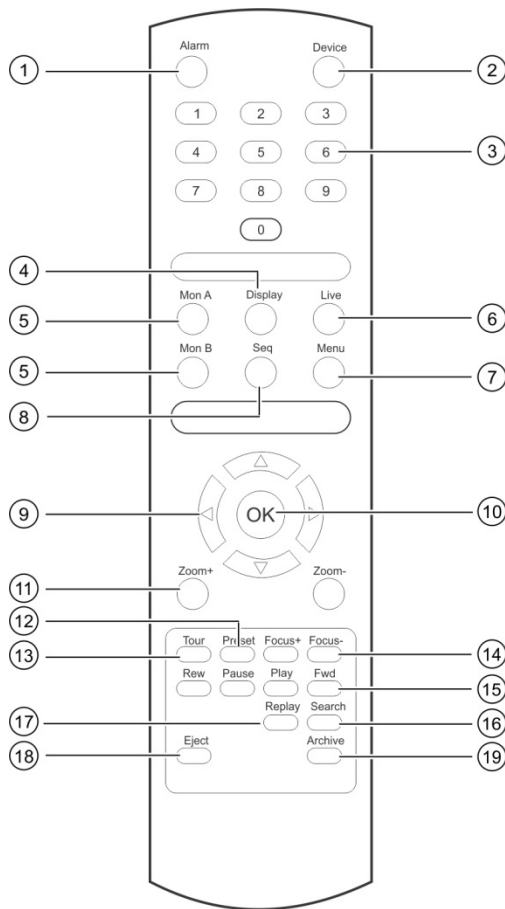 Alarm Device
1 2
1 2 3
4 5 6 3
7 8 9
0
4
Mon A Display Live
5 6
Mon B Seq Menu
5 7
8
9 OK 10
Zoom+ Zoom-
11
12
Tour Preset Focus+ Focus-
13 14
Rew Pause Play Fwd
15
Replay Search
17 16
Eject Archive
18 19